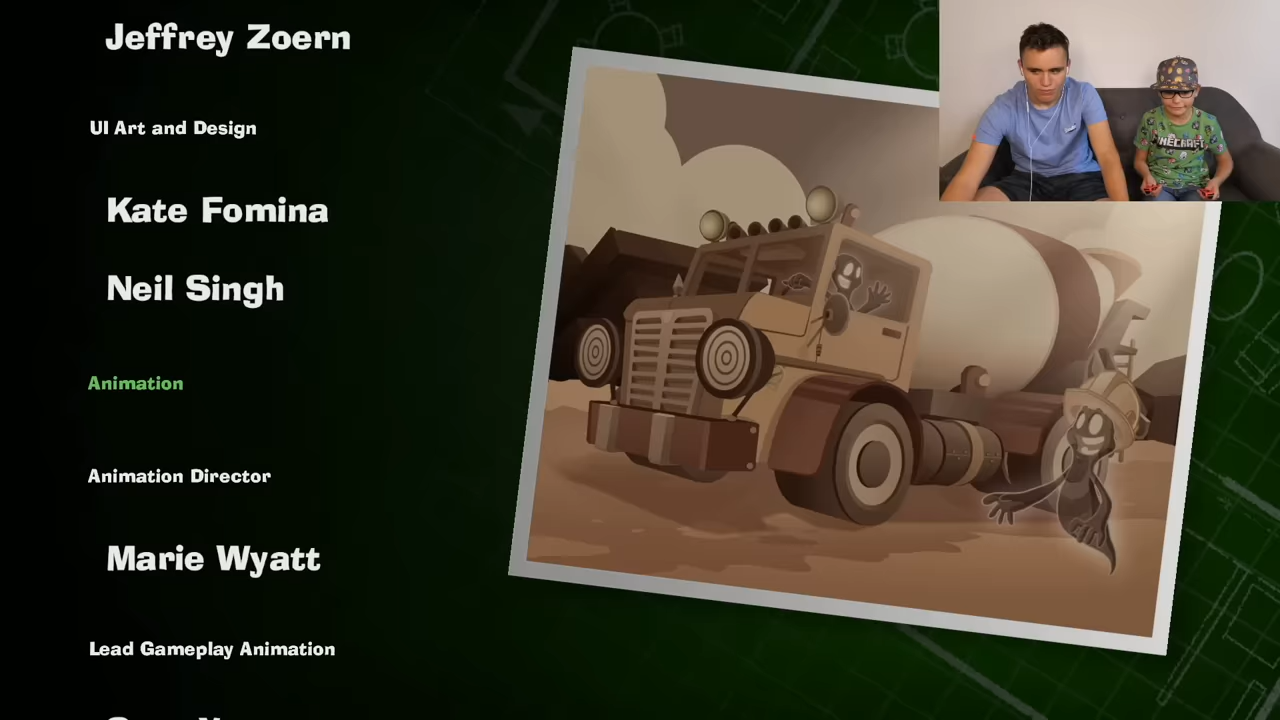 Jeffrey Zoern
UI Art and Design
Kate Fomina
Neil Singh
Animation
Animation Director
Marie Wyatt
Lead Gameplay Animation